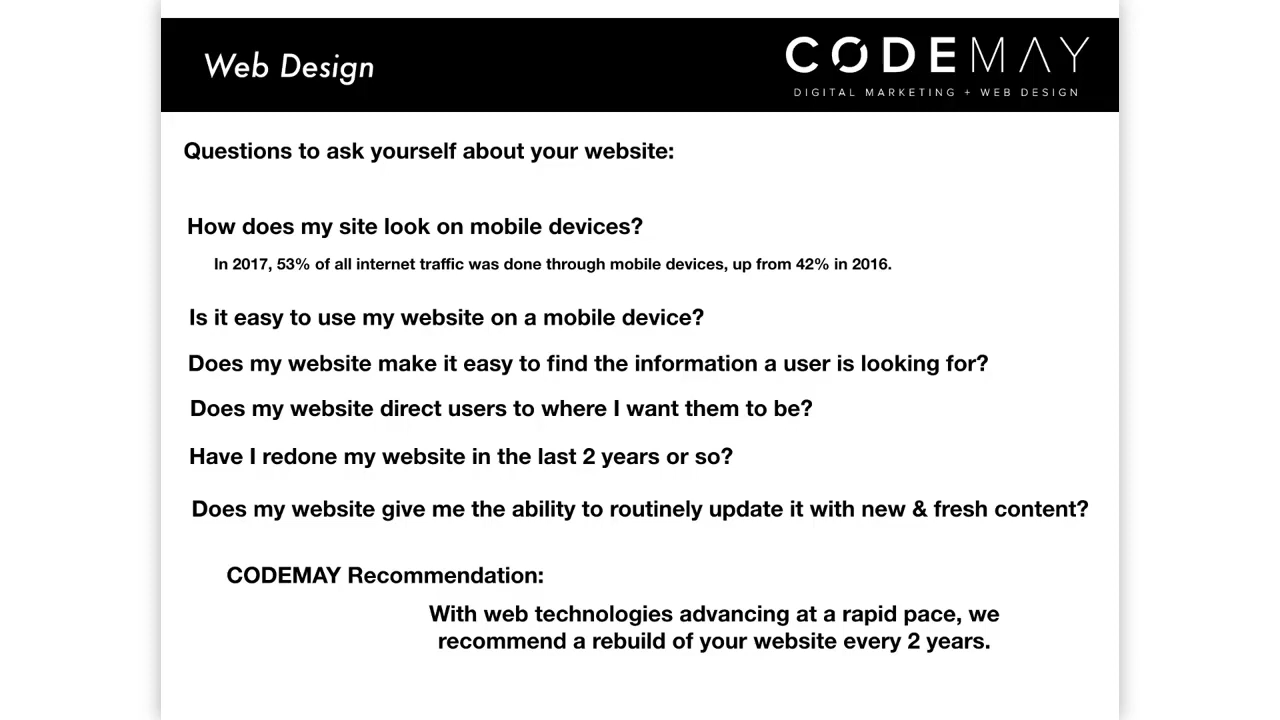 Web Design
CODEMAY
DIGITAL MARKETING + WEB DESIGN
Questions to ask yourself about your website:
How does my site look on mobile devices?
In 2017, 53% of all internet traffic was done through mobile devices, up from 42% in 2016.
Is it easy to use my website on a mobile device?
Does my website make it easy to find the information a user is looking for?
Does my website direct users to where I want them to be?
Have I redone my website in the last 2 years or so?
Does my website give me the ability to routinely update it with new & fresh content?
CODEMAY Recommendation:
With web technologies advancing at a rapid pace, we
recommend a rebuild of your website every 2 years.